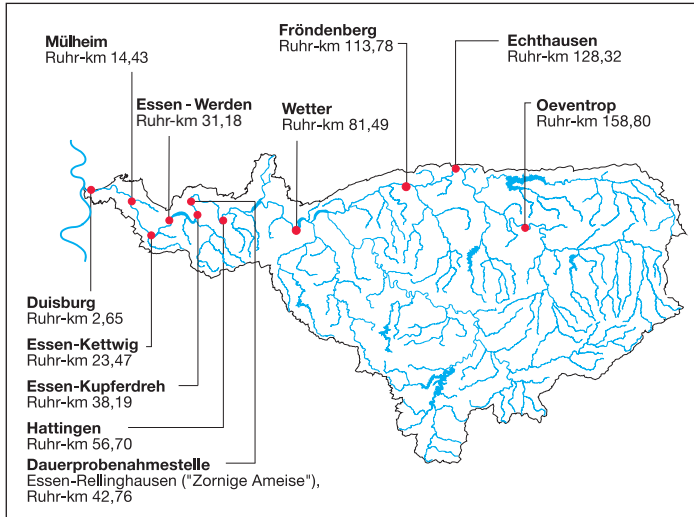 Mülheim
Ruhr-km 14,43
Essen - Werden
Ruhr-km 31,18
Wetter
Ruhr-km 81,49
Fröndenberg
Ruhr-km 113,78
Echthausen
Ruhr-km 128,32
Oeventrop
Ruhr-km 158,80
Duisburg
Ruhr-km 2,65
Essen-Kettwig
Ruhr-km 23,47
Essen-Kupferdreh
Ruhr-km 38,19
Hattingen
Ruhr-km 56,70
Dauerprobenahmestelle
Essen-Rellinghausen ("Zornige Ameise"),
Ruhr-km 42,76